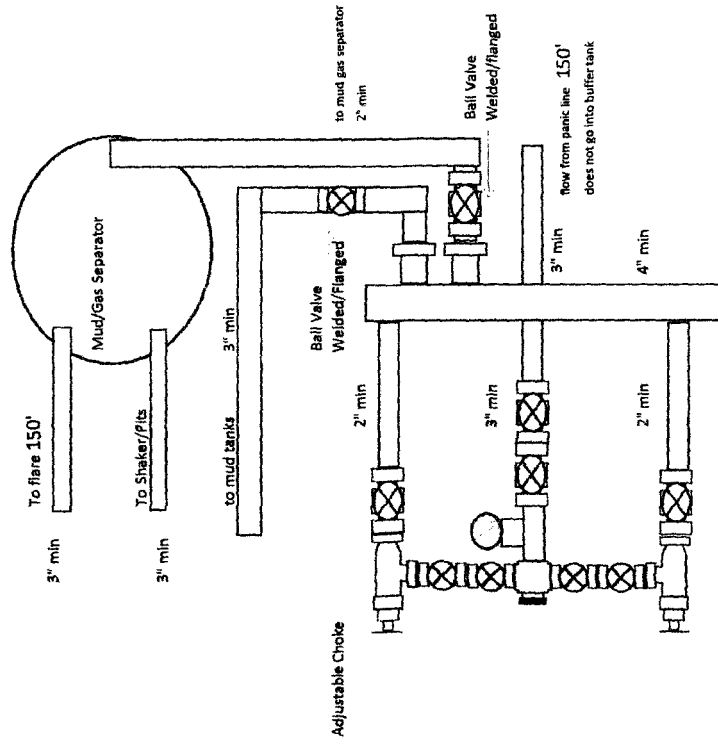 to mud gas separator
2" min
Ball Valve
Welded/flanged
flow from panic line 150'
does not go into buffer tank
Mud/Gas Separator
3" min
4" min
Ball Valve
Welded/Flanged
3" min
2" min
3" min
2" min
To flare 150'
To Shaker/Pits
to mud tanks
3" min
3" min
Adjustable Choke